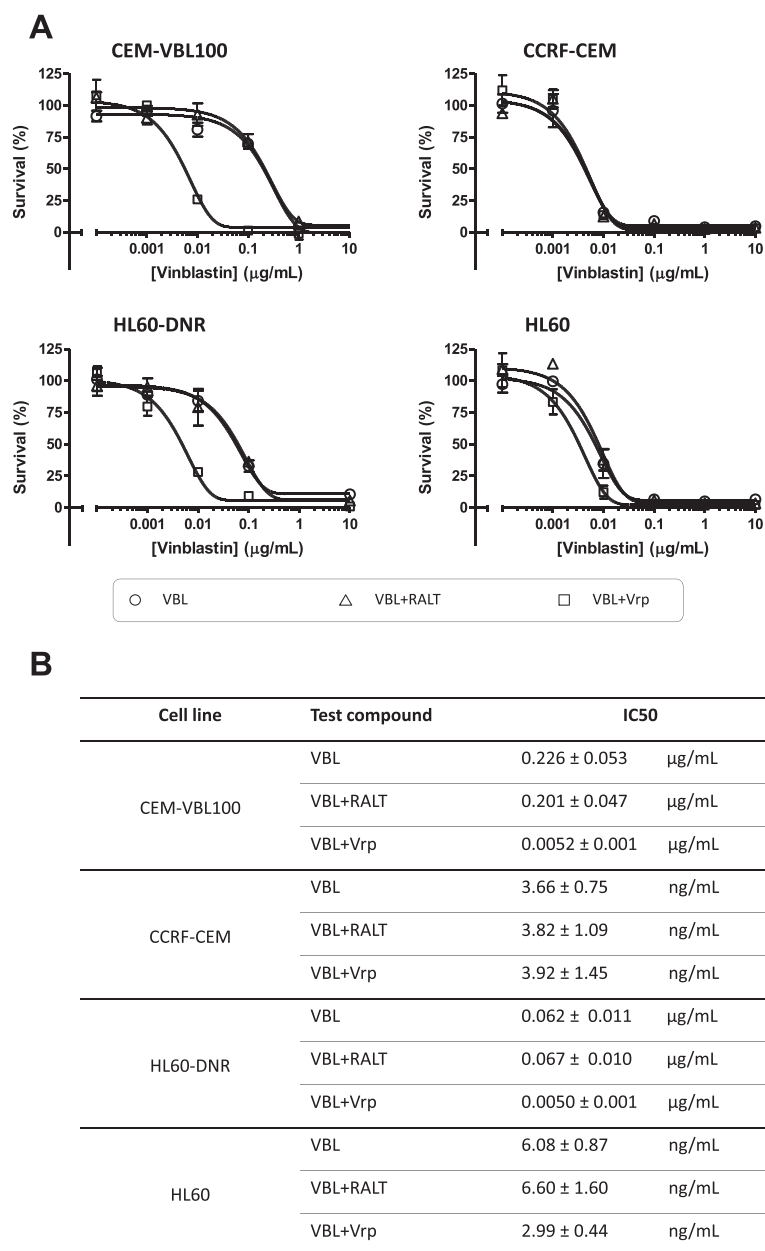 A
CEM-VBL100
125
100
75
50
25
0
Survival (%)
0.001 0.01 0.1 1 10
[Vinblastin] (µg/mL)
CCRF-CEM
125
100
75
50
25
0
Survival (%)
0.001 0.01 0.1 1 10
[Vinblastin] (µg/mL)
HL60-DNR
125
100
75
50
25
0
Survival (%)
0.001 0.01 0.1 1 10
[Vinblastin] (µg/mL)
HL60
125
100
75
50
25
0
Survival (%)
0.001 0.01 0.1 1 10
[Vinblastin] (µg/mL)
VBL VBL+RALT VBL+Vrp
B
Cell line Test compound IC50
CEM-VBL100
VBL 0.226 ± 0.053 µg/mL
VBL+RALT 0.201 ± 0.047 µg/mL
VBL+Vrp 0.0052 ± 0.001 µg/mL
CCRF-CEM
VBL 3.66 ± 0.75 ng/mL
VBL+RALT 3.82 ± 1.09 ng/mL
VBL+Vrp 3.92 ± 1.45 ng/mL
HL60-DNR
VBL 0.062 ± 0.011 µg/mL
VBL+RALT 0.067 ± 0.010 µg/mL
VBL+Vrp 0.0050 ± 0.001 µg/mL
HL60
VBL 6.08 ± 0.87 ng/mL
VBL+RALT 6.60 ± 1.60 ng/mL
VBL+Vrp 2.99 ± 0.44 ng/mL